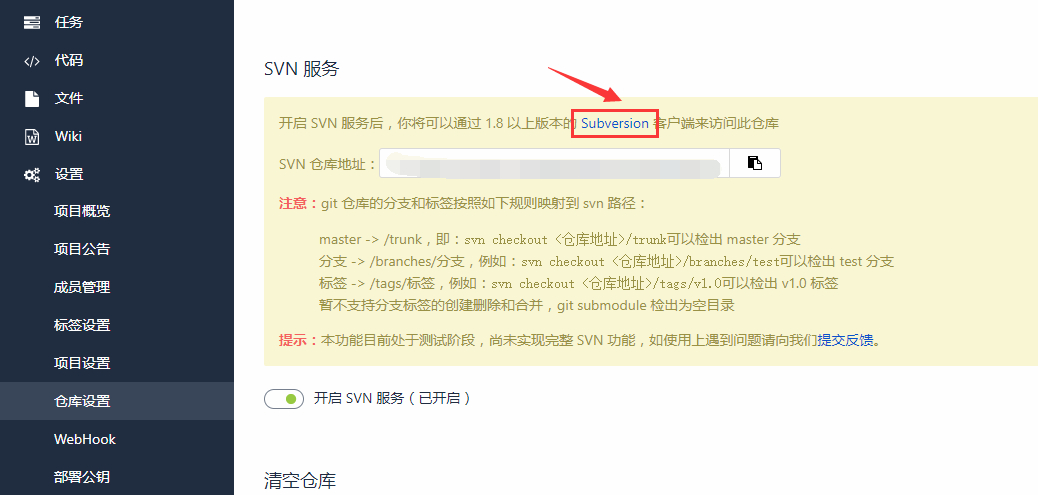 任务
代码
文件
Wiki
设置
项目概览
项目公告
成员管理
标签设置
项目设置
仓库设置
WebHook
部署公钥
SVN 服务
开启 SVN 服务后，你将可以通过 1.8 以上版本的 Subversion 客户端来访问此仓库
SVN 仓库地址：
注意：git 仓库的分支和标签按照如下规则映射到 svn 路径：
master -> /trunk，即：svn checkout <仓库地址>/trunk可以检出 master 分支
分支 -> /branches/分支，例如：svn checkout <仓库地址>/branches/test可以检出 test 分支
标签 -> /tags/标签，例如：svn checkout <仓库地址>/tags/v1.0可以检出 v1.0 标签
暂不支持分支标签的创建删除和合并，git submodule 检出为空目录
提示：本功能目前处于测试阶段，尚未实现完整 SVN 功能，如使用上遇到问题请向我们提交反馈。
开启 SVN 服务（已开启）
清空仓库